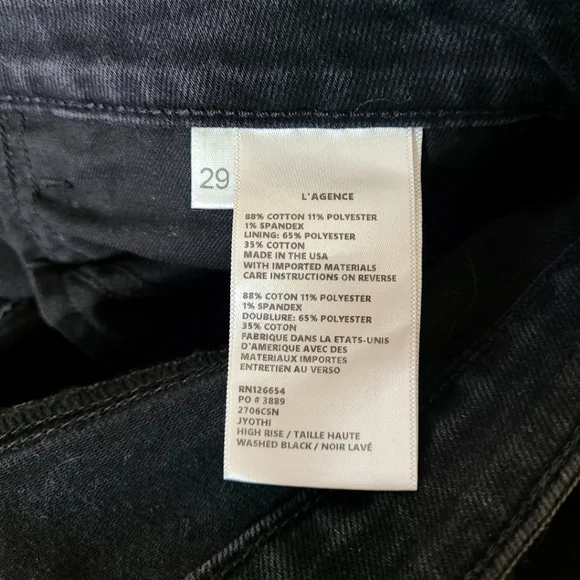 29
L'AGENCE
88% COTTON 11% POLYESTER
1% SPANDEX
LINING: 65% POLYESTER
35% COTTON
MADE IN THE USA
WITH IMPORTED MATERIALS
CARE INSTRUCTIONS ON REVERSE
88% COTON 11% POLYESTER
1% SPANDEX
DOUBLURE: 65% POLYESTER
35% COTON
FABRIQUE DANS LA ETATS-UNIS
D'AMERIQUE AVEC DES
MATERIAUX IMPORTES
ENTRETIEN AU VERSO
RN126654
PO # 3889
2706CSN
JYOTHI
HIGH RISE / TAILLE HAUTE
WASHED BLACK / NOIR LAVÉ